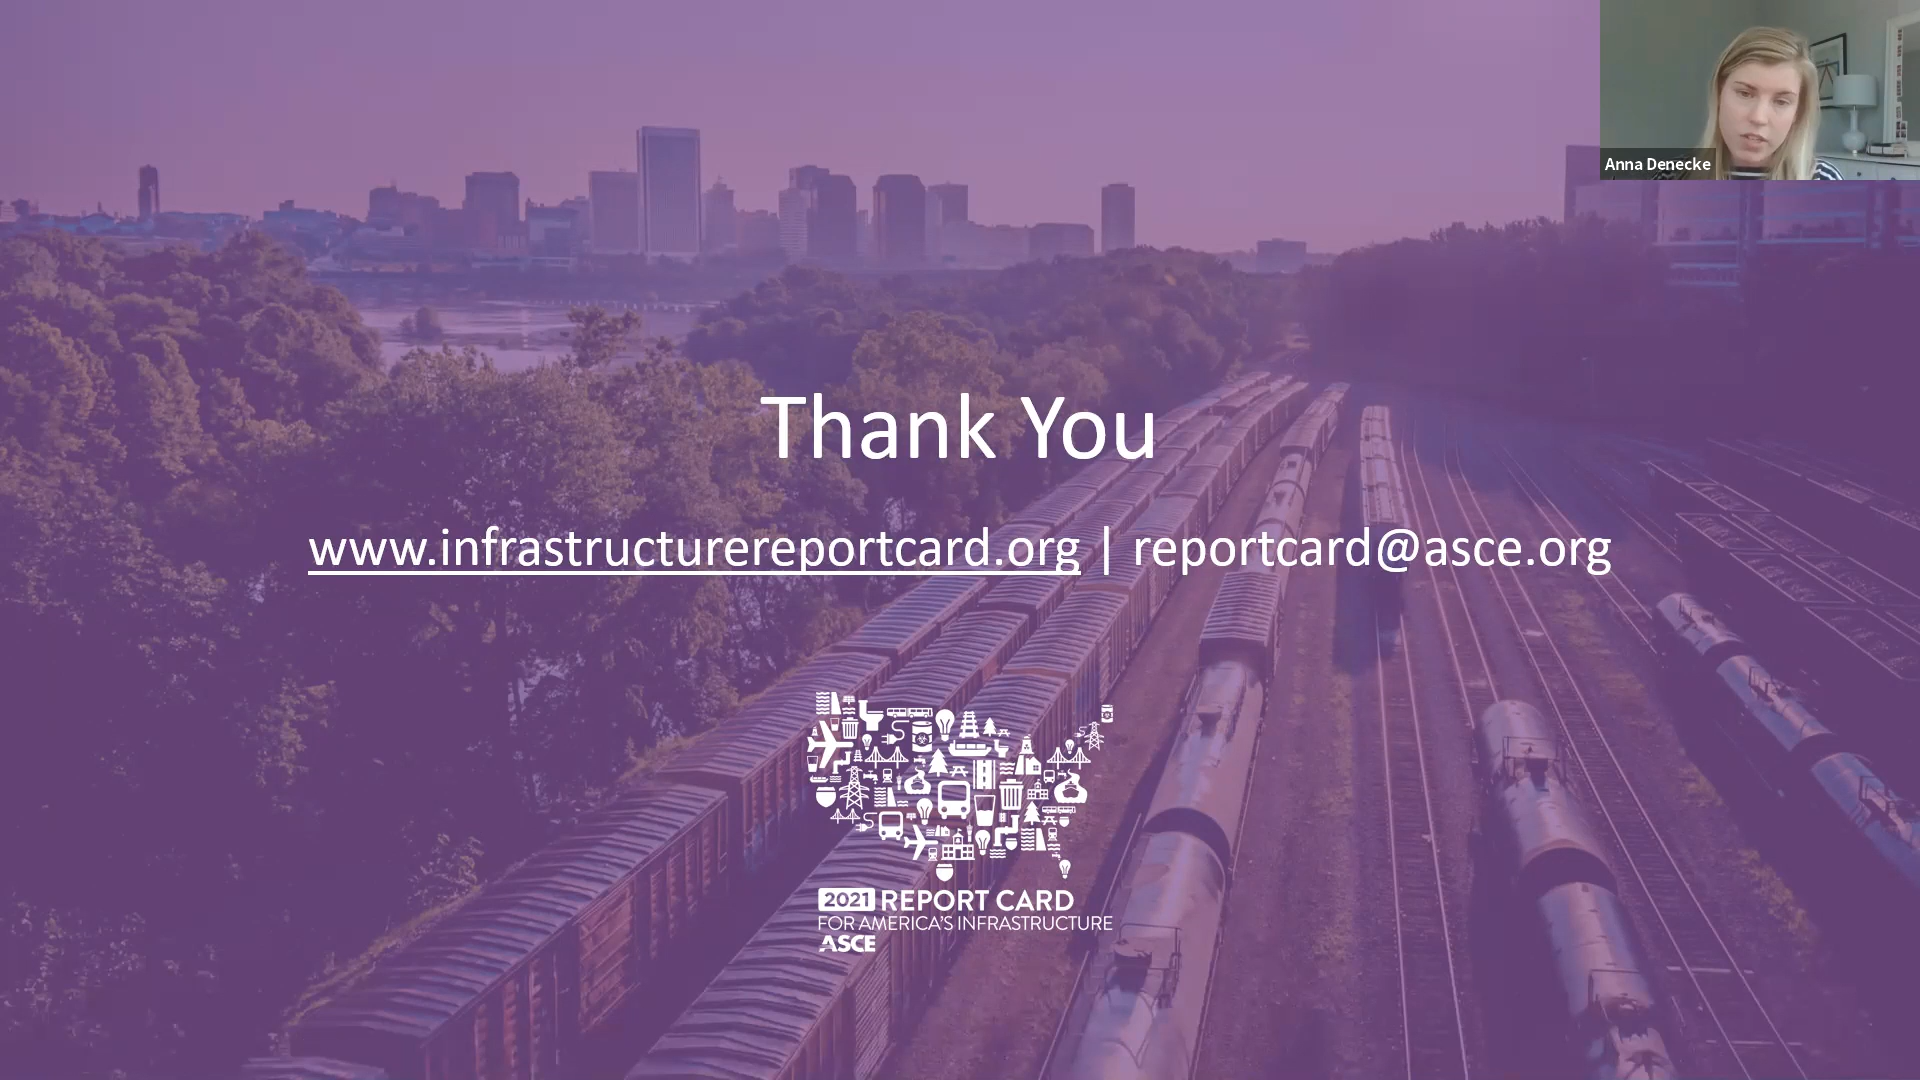 Anna Denecke
Thank You
www.infrastructurereportcard.org | reportcard@asce.org
2021 REPORT CARD
FOR AMERICA'S INFRASTRUCTURE
ASCE